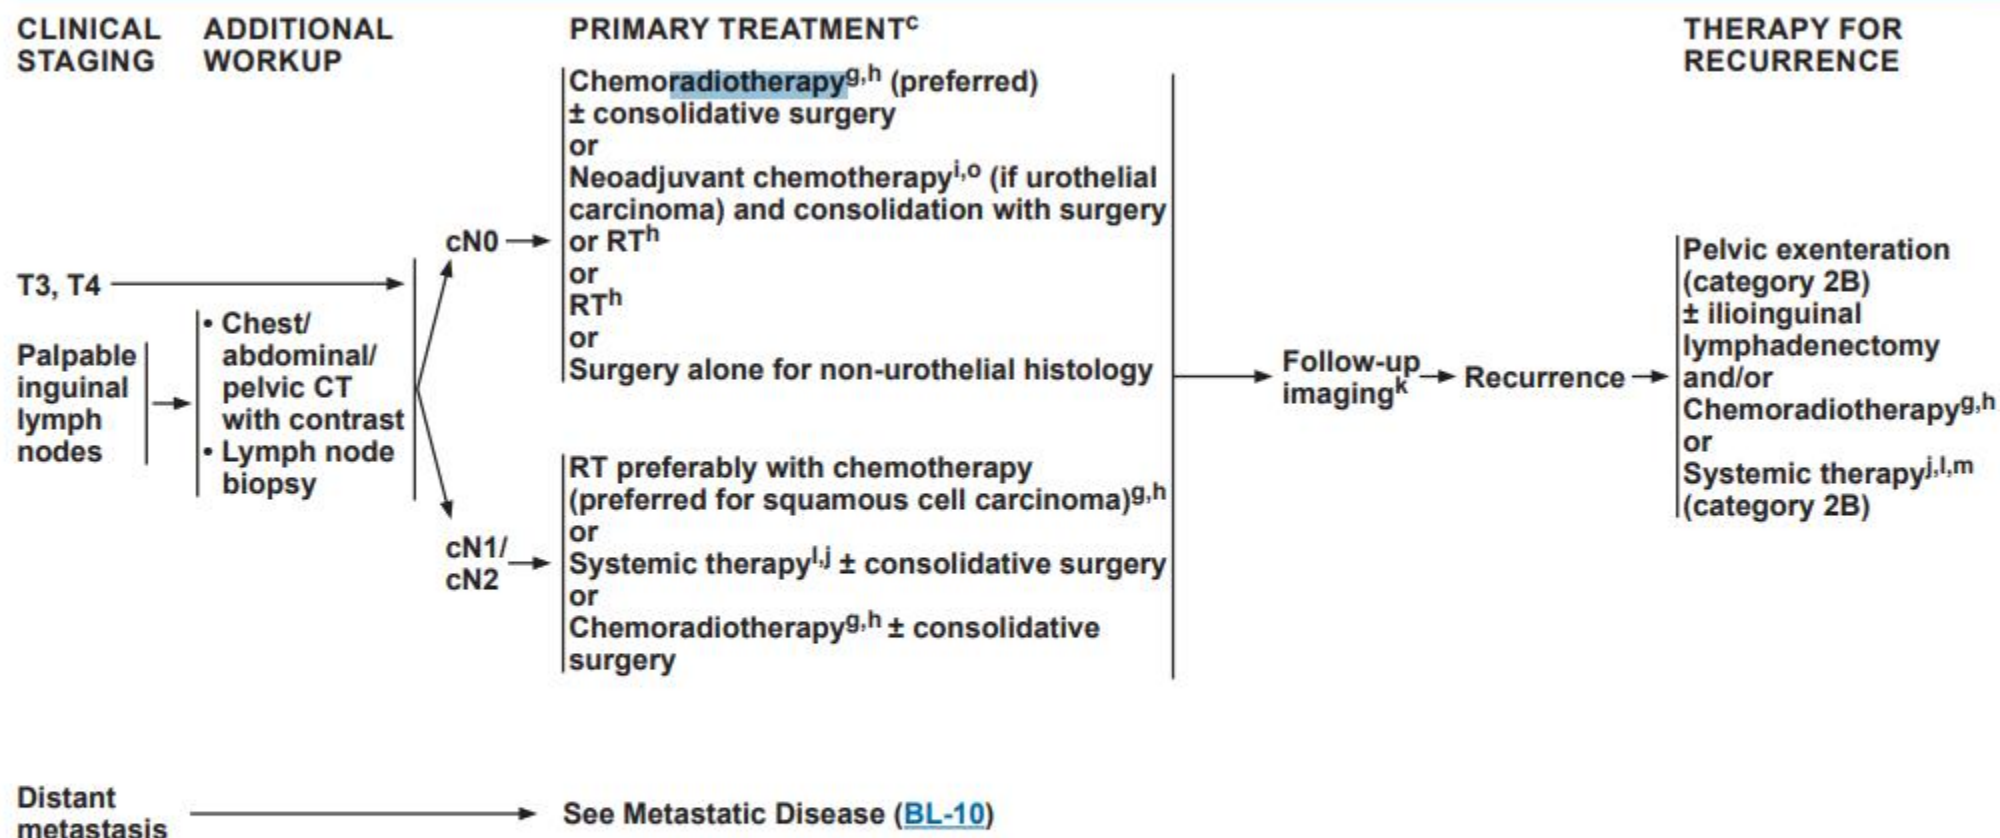 CLINICAL STAGING
ADDITIONAL WORKUP
PRIMARY TREATMENTc
THERAPY FOR RECURRENCE
T3, T4
Palpable
inguinal
lymph
nodes
• Chest/
abdominal/
pelvic CT
with contrast
• Lymph node
biopsy
cN0
Chemoradiotherapyg,h (preferred)
± consolidative surgery
or
Neoadjuvant chemotherapyi,o (if urothelial
carcinoma) and consolidation with surgery
or RTh
or
RTh
or
Surgery alone for non-urothelial histology
cN1/
cN2
RT preferably with chemotherapy
(preferred for squamous cell carcinoma)g,h
or
Systemic therapyl,j ± consolidative surgery
or
Chemoradiotherapyg,h ± consolidative
surgery
Follow-up
imagingk
Recurrence
Pelvic exenteration
(category 2B)
± ilioinguinal
lymphadenectomy
and/or
Chemoradiotherapyg,h
or
Systemic therapyj,l,m
(category 2B)
Distant
metastasis
See Metastatic Disease (BL-10)